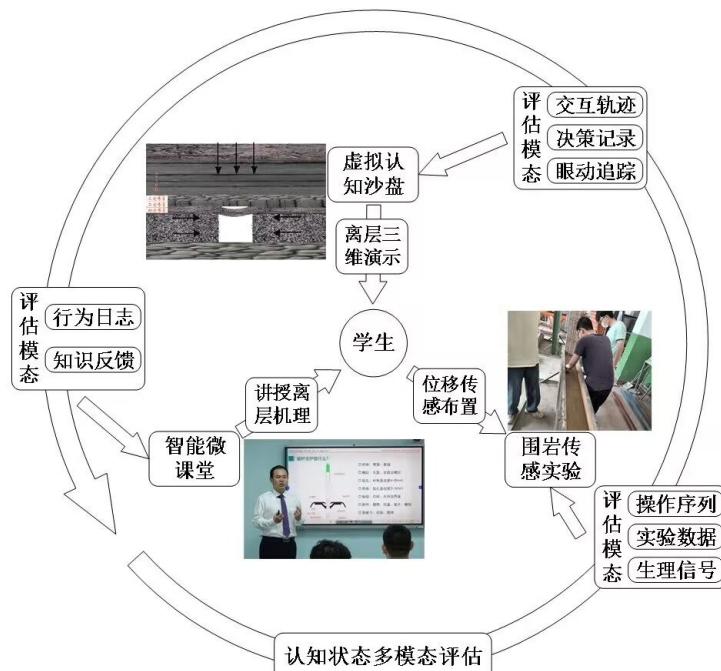 评估模态
交互轨迹
决策记录
眼动追踪
虚拟认
知沙盘
离层三
维演示
评估模态
行为日志
知识反馈
学生
讲授离
层机理
位移传
感布置
智能微
课堂
围岩传
感实验
评估模态
操作序列
实验数据
生理信号
认知状态多模态评估